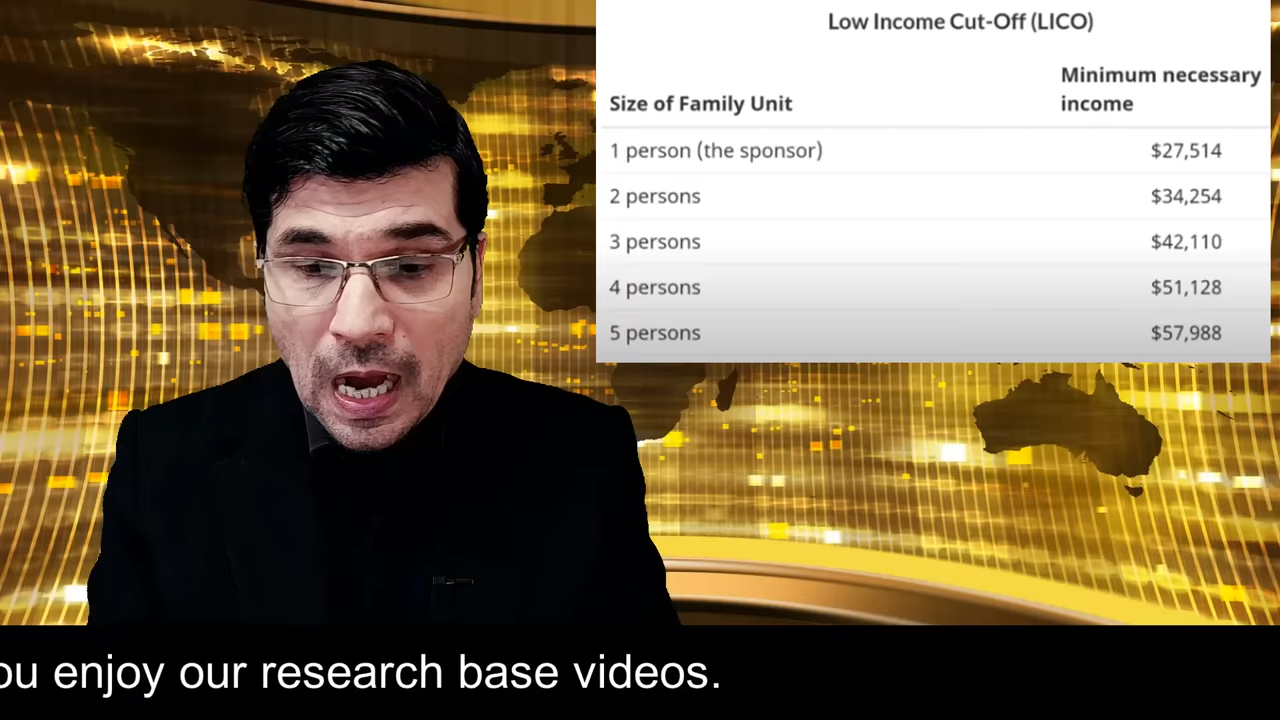 Low Income Cut-Off (LICO)
Size of Family Unit Minimum necessary income
1 person (the sponsor) $27,514
2 persons $34,254
3 persons $42,110
4 persons $51,128
5 persons $57,988
ou enjoy our research base videos.